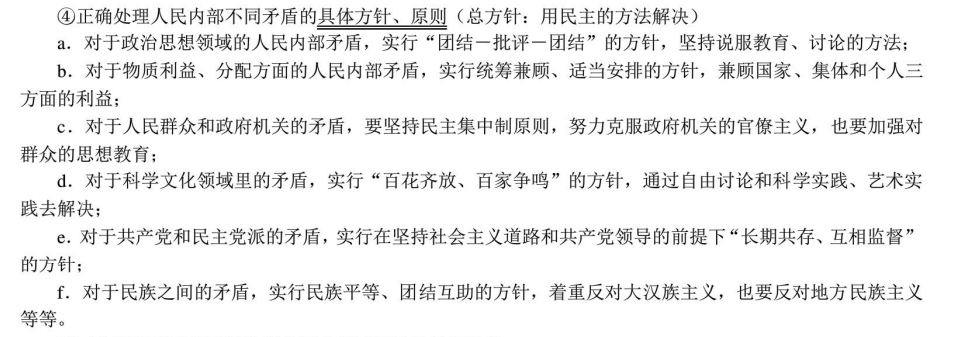 ④正确处理人民内部不同矛盾的具体方针、原则（总方针：用民主的方法解决）
a．对于政治思想领域的人民内部矛盾，实行“团结－批评－团结”的方针，坚持说服教育、讨论的方法；
b．对于物质利益、分配方面的人民内部矛盾，实行统筹兼顾、适当安排的方针，兼顾国家、集体和个人三
方面的利益；
c．对于人民群众和政府机关的矛盾，要坚持民主集中制原则，努力克服政府机关的官僚主义，也要加强对
群众的思想教育；
d．对于科学文化领域里的矛盾，实行“百花齐放、百家争鸣”的方针，通过自由讨论和科学实践、艺术实
践去解决；
e．对于共产党和民主党派的矛盾，实行在坚持社会主义道路和共产党领导的前提下“长期共存、互相监督”
的方针；
f．对于民族之间的矛盾，实行民族平等、团结互助的方针，着重反对大汉族主义，也要反对地方民族主义
等等。